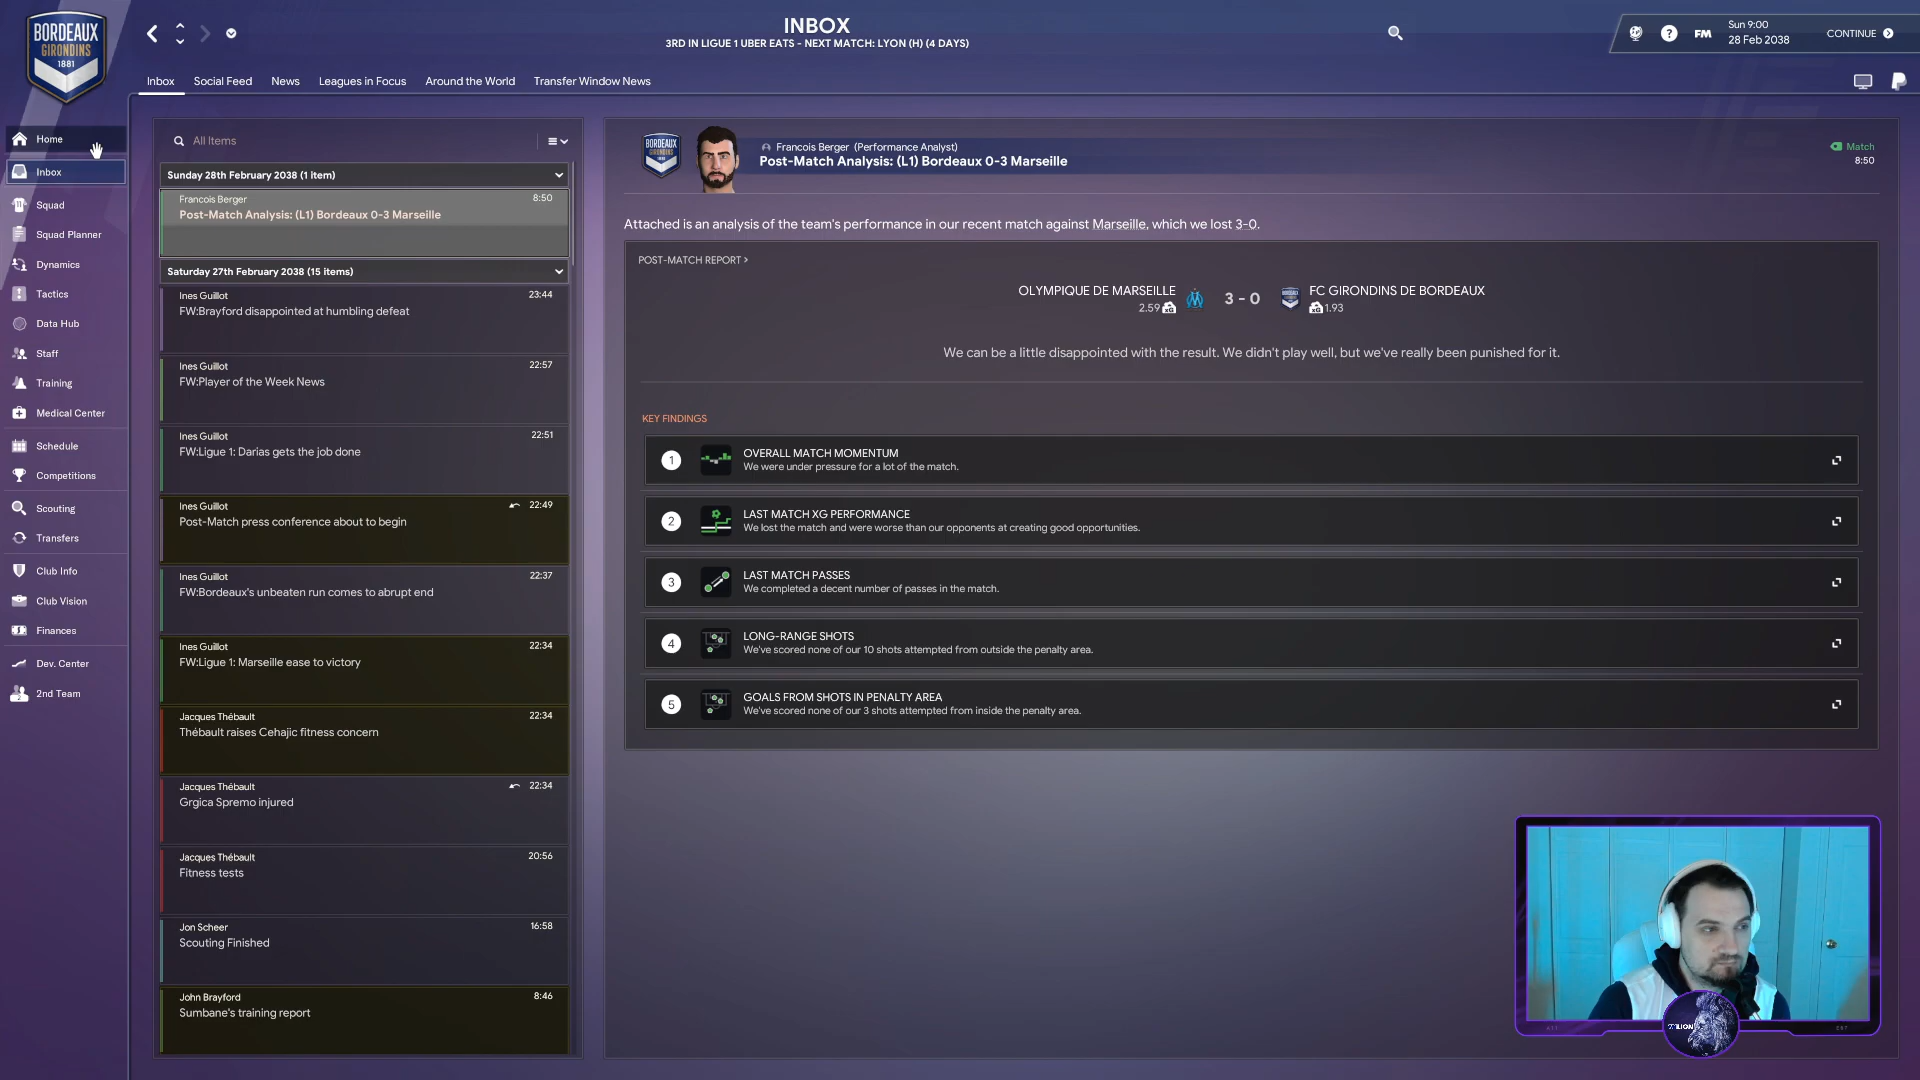 BORDEAUX
GIRONDINS
1881
INBOX
3RD IN LIGUE 1 UBER EATS - NEXT MATCH: LYON (H) (4 DAYS)
?
FM
Sun 9:00
28 Feb 2038
CONTINUE
Inbox
Social Feed
News
Leagues in Focus
Around the World
Transfer Window News
Home
Inbox
Squad
Squad Planner
Dynamics
Tactics
Data Hub
Staff
Training
Medical Center
Schedule
Competitions
Scouting
Transfers
Club Info
Club Vision
Finances
Dev. Center
2nd Team
All Items
Sunday 28th February 2038 (1 item)
Francois Berger
8:50
Post-Match Analysis: (L1) Bordeaux 0-3 Marseille
Saturday 27th February 2038 (15 items)
Ines Guillot
23:44
FW:Brayford disappointed at humbling defeat
Ines Guillot
22:57
FW:Player of the Week News
Ines Guillot
22:51
FW:Ligue 1: Darias gets the job done
Ines Guillot
22:49
Post-Match press conference about to begin
Ines Guillot
22:37
FW:Bordeaux's unbeaten run comes to abrupt end
Ines Guillot
22:34
FW:Ligue 1: Marseille ease to victory
Jacques Thébault
22:34
Thébault raises Cehajic fitness concern
Jacques Thébault
22:34
Grgica Spremo injured
Jacques Thébault
20:56
Fitness tests
Jon Scheer
16:58
Scouting Finished
John Brayford
8:46
Sumbane's training report
BORDEAUX
Francois Berger (Performance Analyst)
Post-Match Analysis: (L1) Bordeaux 0-3 Marseille
Match
8:50
Attached is an analysis of the team's performance in our recent match against Marseille, which we lost 3-0.
POST-MATCH REPORT >
OLYMPIQUE DE MARSEILLE
2.59 xG
3 - 0
FC GIRONDINS DE BORDEAUX
xG 1.93
We can be a little disappointed with the result. We didn't play well, but we've really been punished for it.
KEY FINDINGS
1
OVERALL MATCH MOMENTUM
We were under pressure for a lot of the match.
2
LAST MATCH XG PERFORMANCE
We lost the match and were worse than our opponents at creating good opportunities.
3
LAST MATCH PASSES
We completed a decent number of passes in the match.
4
LONG-RANGE SHOTS
We've scored none of our 10 shots attempted from outside the penalty area.
5
GOALS FROM SHOTS IN PENALTY AREA
We've scored none of our 3 shots attempted from inside the penalty area.